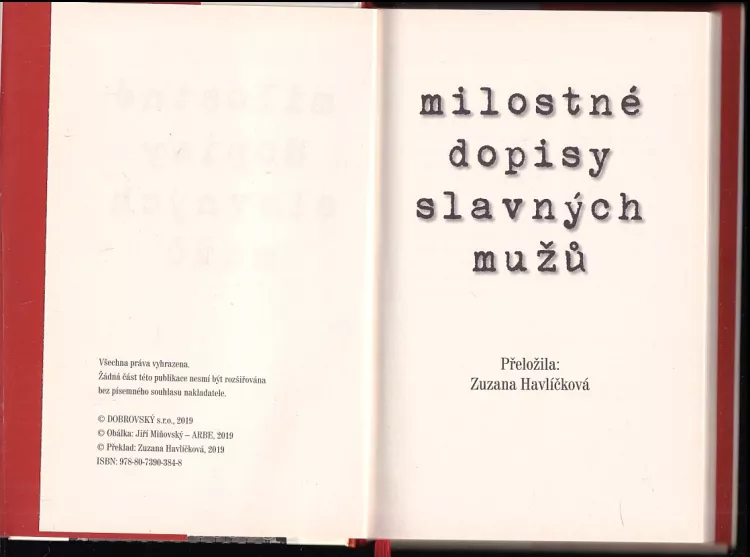 Všechna práva vyhrazena.
Žádná část této publikace nesmí být rozšiřována
bez písemného souhlasu nakladatele.
© DOBROVSKÝ s.r.o., 2019
© Obálka: Jiří Miňovský – ARBE, 2019
© Překlad: Zuzana Havlíčková, 2019
ISBN: 978-80-7390-384-8
milostné
dopisy
slavných
mužů
Přeložila:
Zuzana Havlíčková